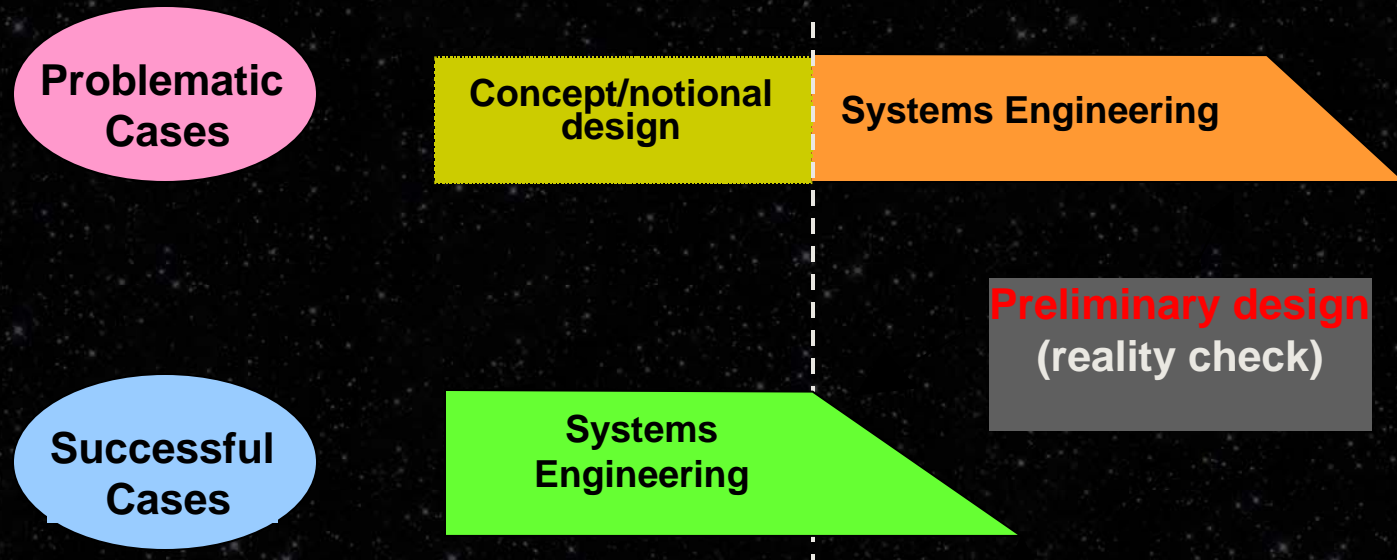 Problematic
Cases
Concept/notional
design
Systems Engineering
Preliminary design
(reality check)
Successful
Cases
Systems
Engineering